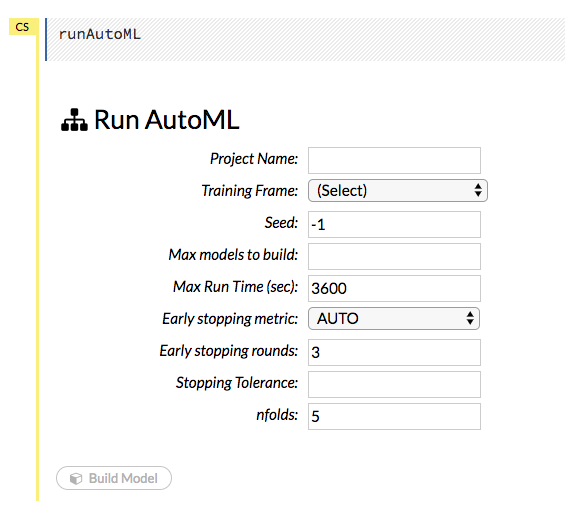 CS
runAutoML
Run AutoML
Project Name:
Training Frame: (Select)
Seed: -1
Max models to build:
Max Run Time (sec): 3600
Early stopping metric: AUTO
Early stopping rounds: 3
Stopping Tolerance:
nfolds: 5
Build Model